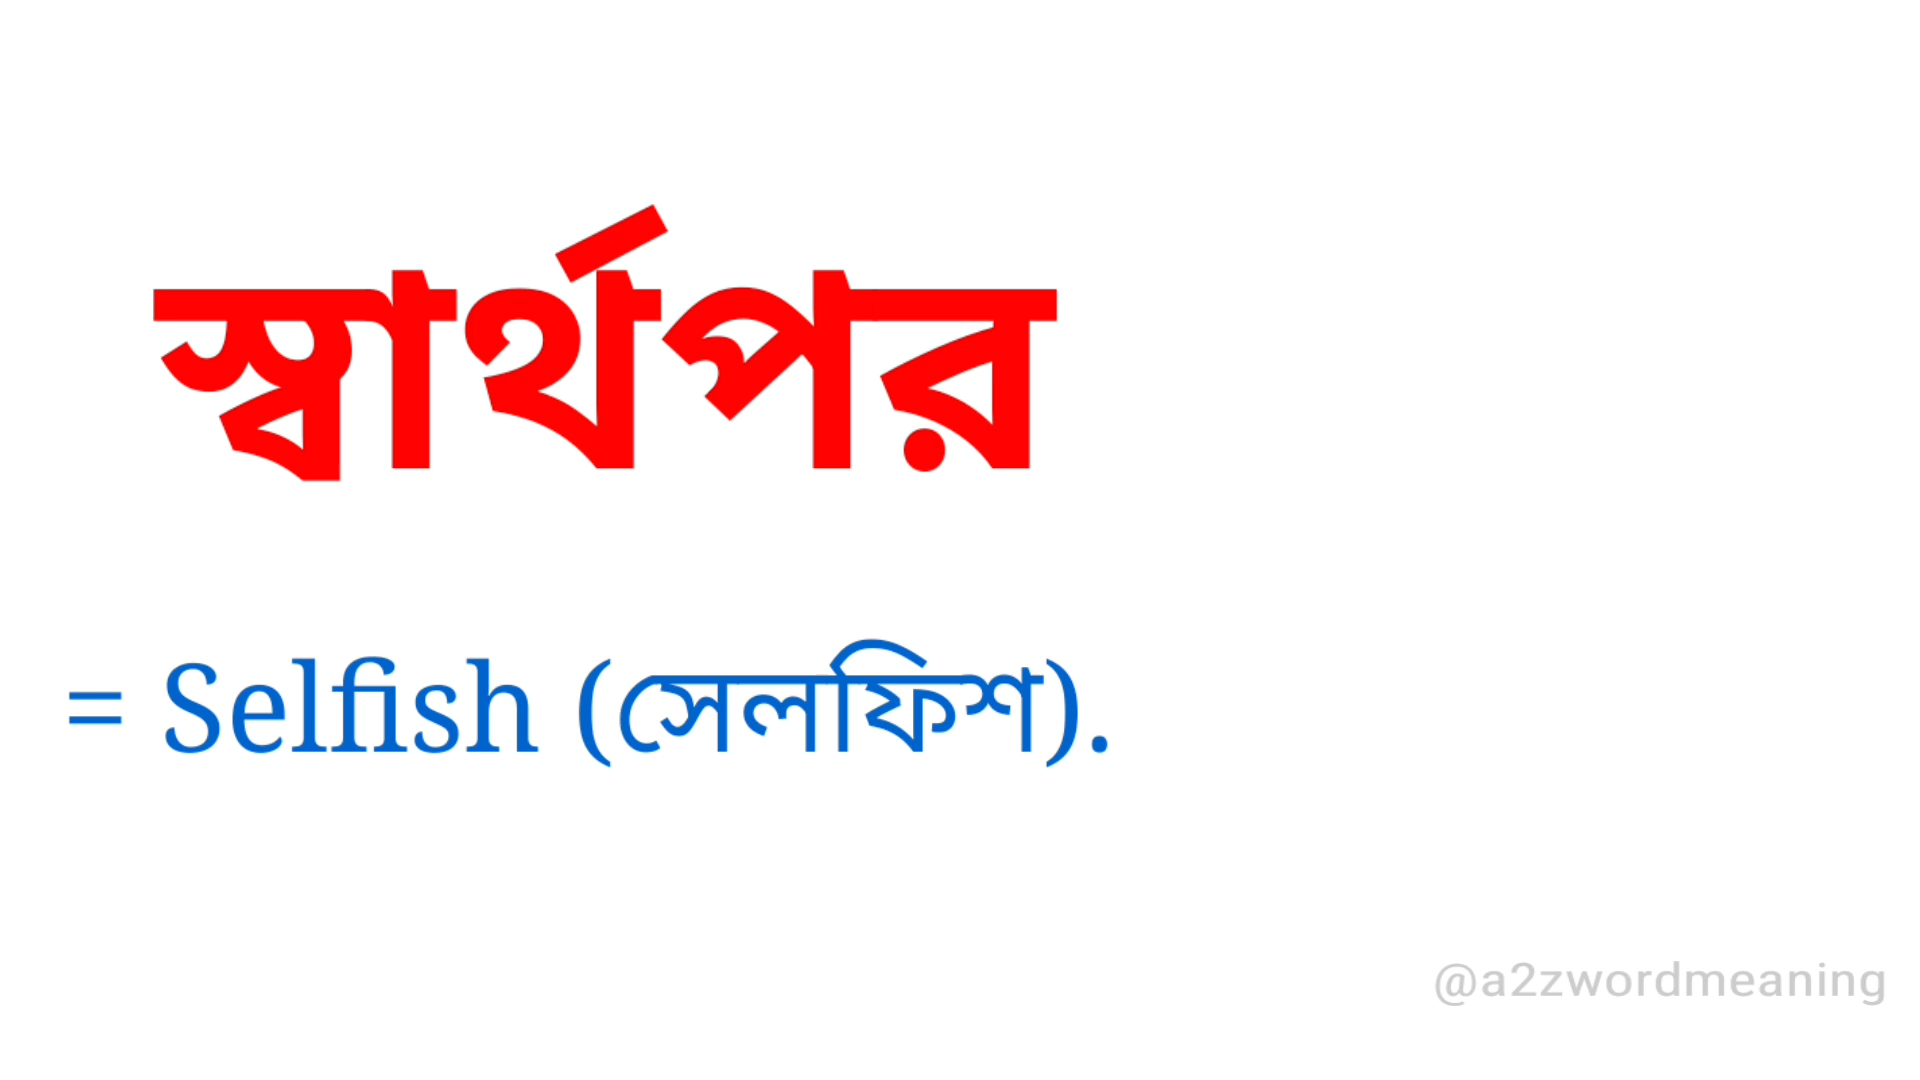 স্বার্থপর
= Selfish (সেলফিশ).
@a2zwordmeaning